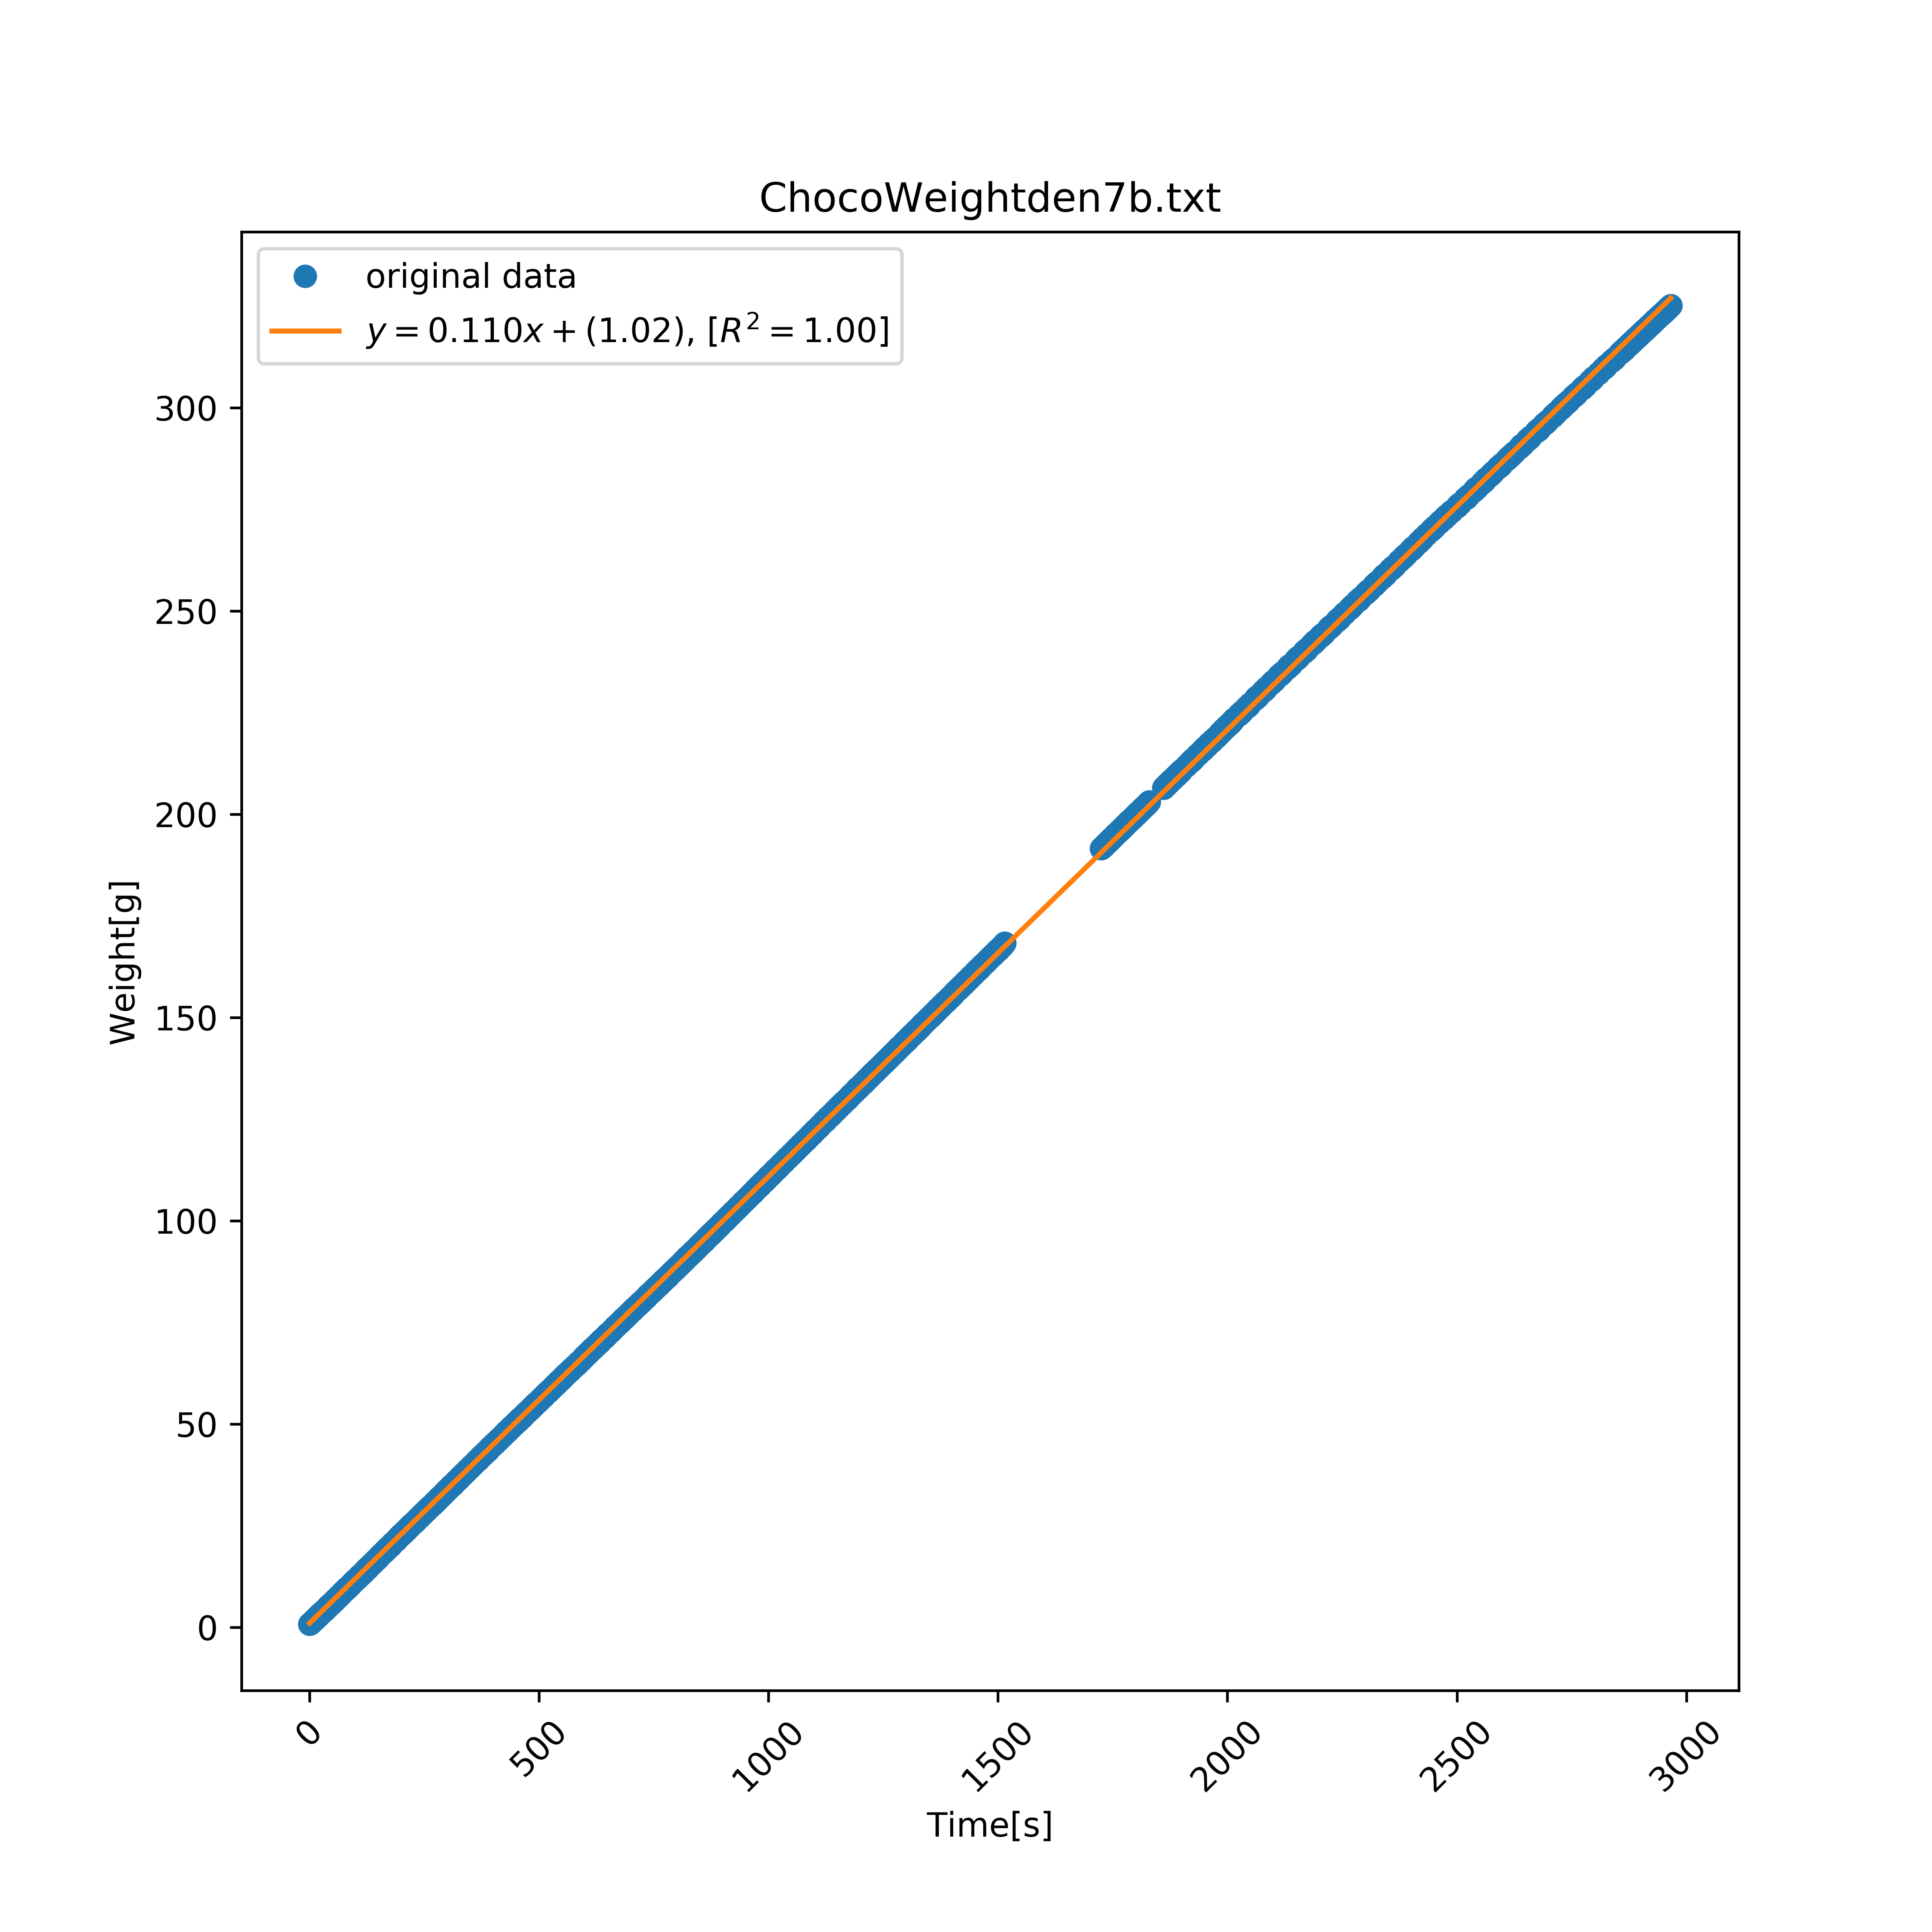 ChocoWeightden7b.txt
original data
y = 0.110x + (1.02), [R² = 1.00]
300
250
200
150
100
50
0
Weight[g]
0 500 1000 1500 2000 2500 3000
Time[s]